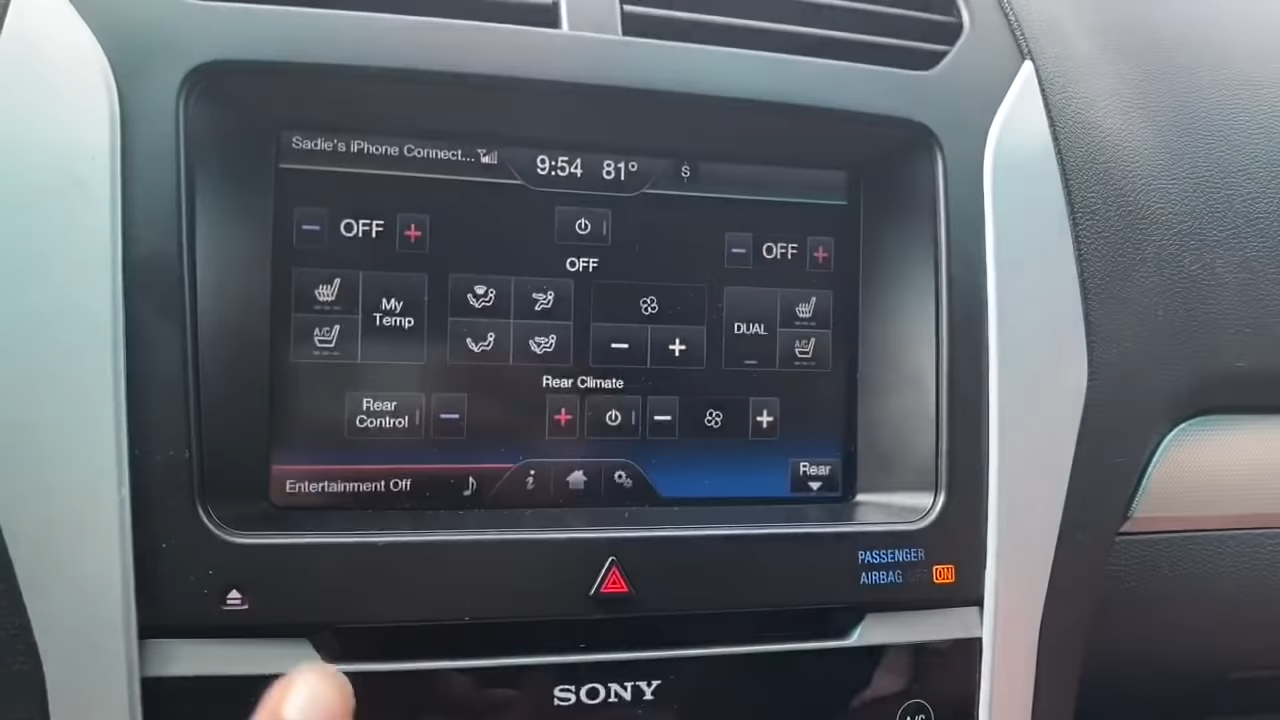 Sadie's iPhone Connect...
9:54 81°
OFF
OFF
OFF
My
Temp
DUAL
A/C
A/C
Rear Climate
Rear
Control
Entertainment Off
i
Rear
PASSENGER
AIRBAG OFF ON
SONY
A/C